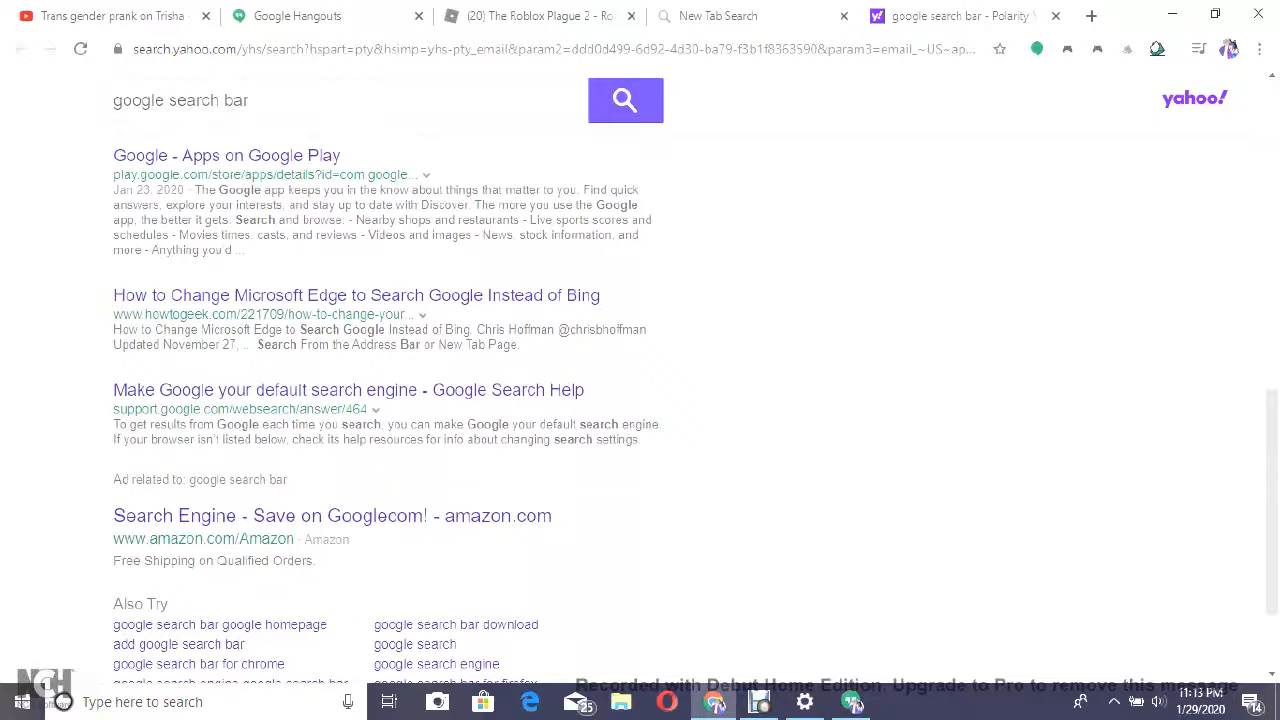 Trans gender prank on Trisha
Google Hangouts
(20) The Roblox Plague 2 - Ro
New Tab Search
google search bar - Polarity
search.yahoo.com/yhs/search?hspart=pty&hsimp=yhs-pty_email&param2=ddd0d499-6d92-4d30-ba79-f3b1f8363590&param3=email_~US~ap...
google search bar
yahoo!
Google - Apps on Google Play
play.google.com/store/apps/details?id=com.google...
Jan 23, 2020 · The Google app keeps you in the know about things that matter to you. Find quick
answers, explore your interests, and stay up to date with Discover. The more you use the Google
app, the better it gets. Search and browse: - Nearby shops and restaurants - Live sports scores and
schedules - Movies times, casts, and reviews - Videos and images - News, stock information, and
more - Anything you'd ...
How to Change Microsoft Edge to Search Google Instead of Bing
www.howtogeek.com/221709/how-to-change-your...
How to Change Microsoft Edge to Search Google Instead of Bing. Chris Hoffman @chrisbhoffman
Updated November 27, ... Search From the Address Bar or New Tab Page.
Make Google your default search engine - Google Search Help
support.google.com/websearch/answer/464
To get results from Google each time you search, you can make Google your default search engine.
If your browser isn't listed below, check its help resources for info about changing search settings.
Ad related to: google search bar
Search Engine - Save on Googlecom! - amazon.com
www.amazon.com/Amazon · Amazon
Free Shipping on Qualified Orders.
Also Try
google search bar google homepage
google search bar download
add google search bar
google search
google search bar for chrome
google search engine
google search bar for firefox
NCH
Recorded with Debut Home Edition, Upgrade to Pro to remove this message
Type here to search
25
11:13 PM
1/29/2020
14